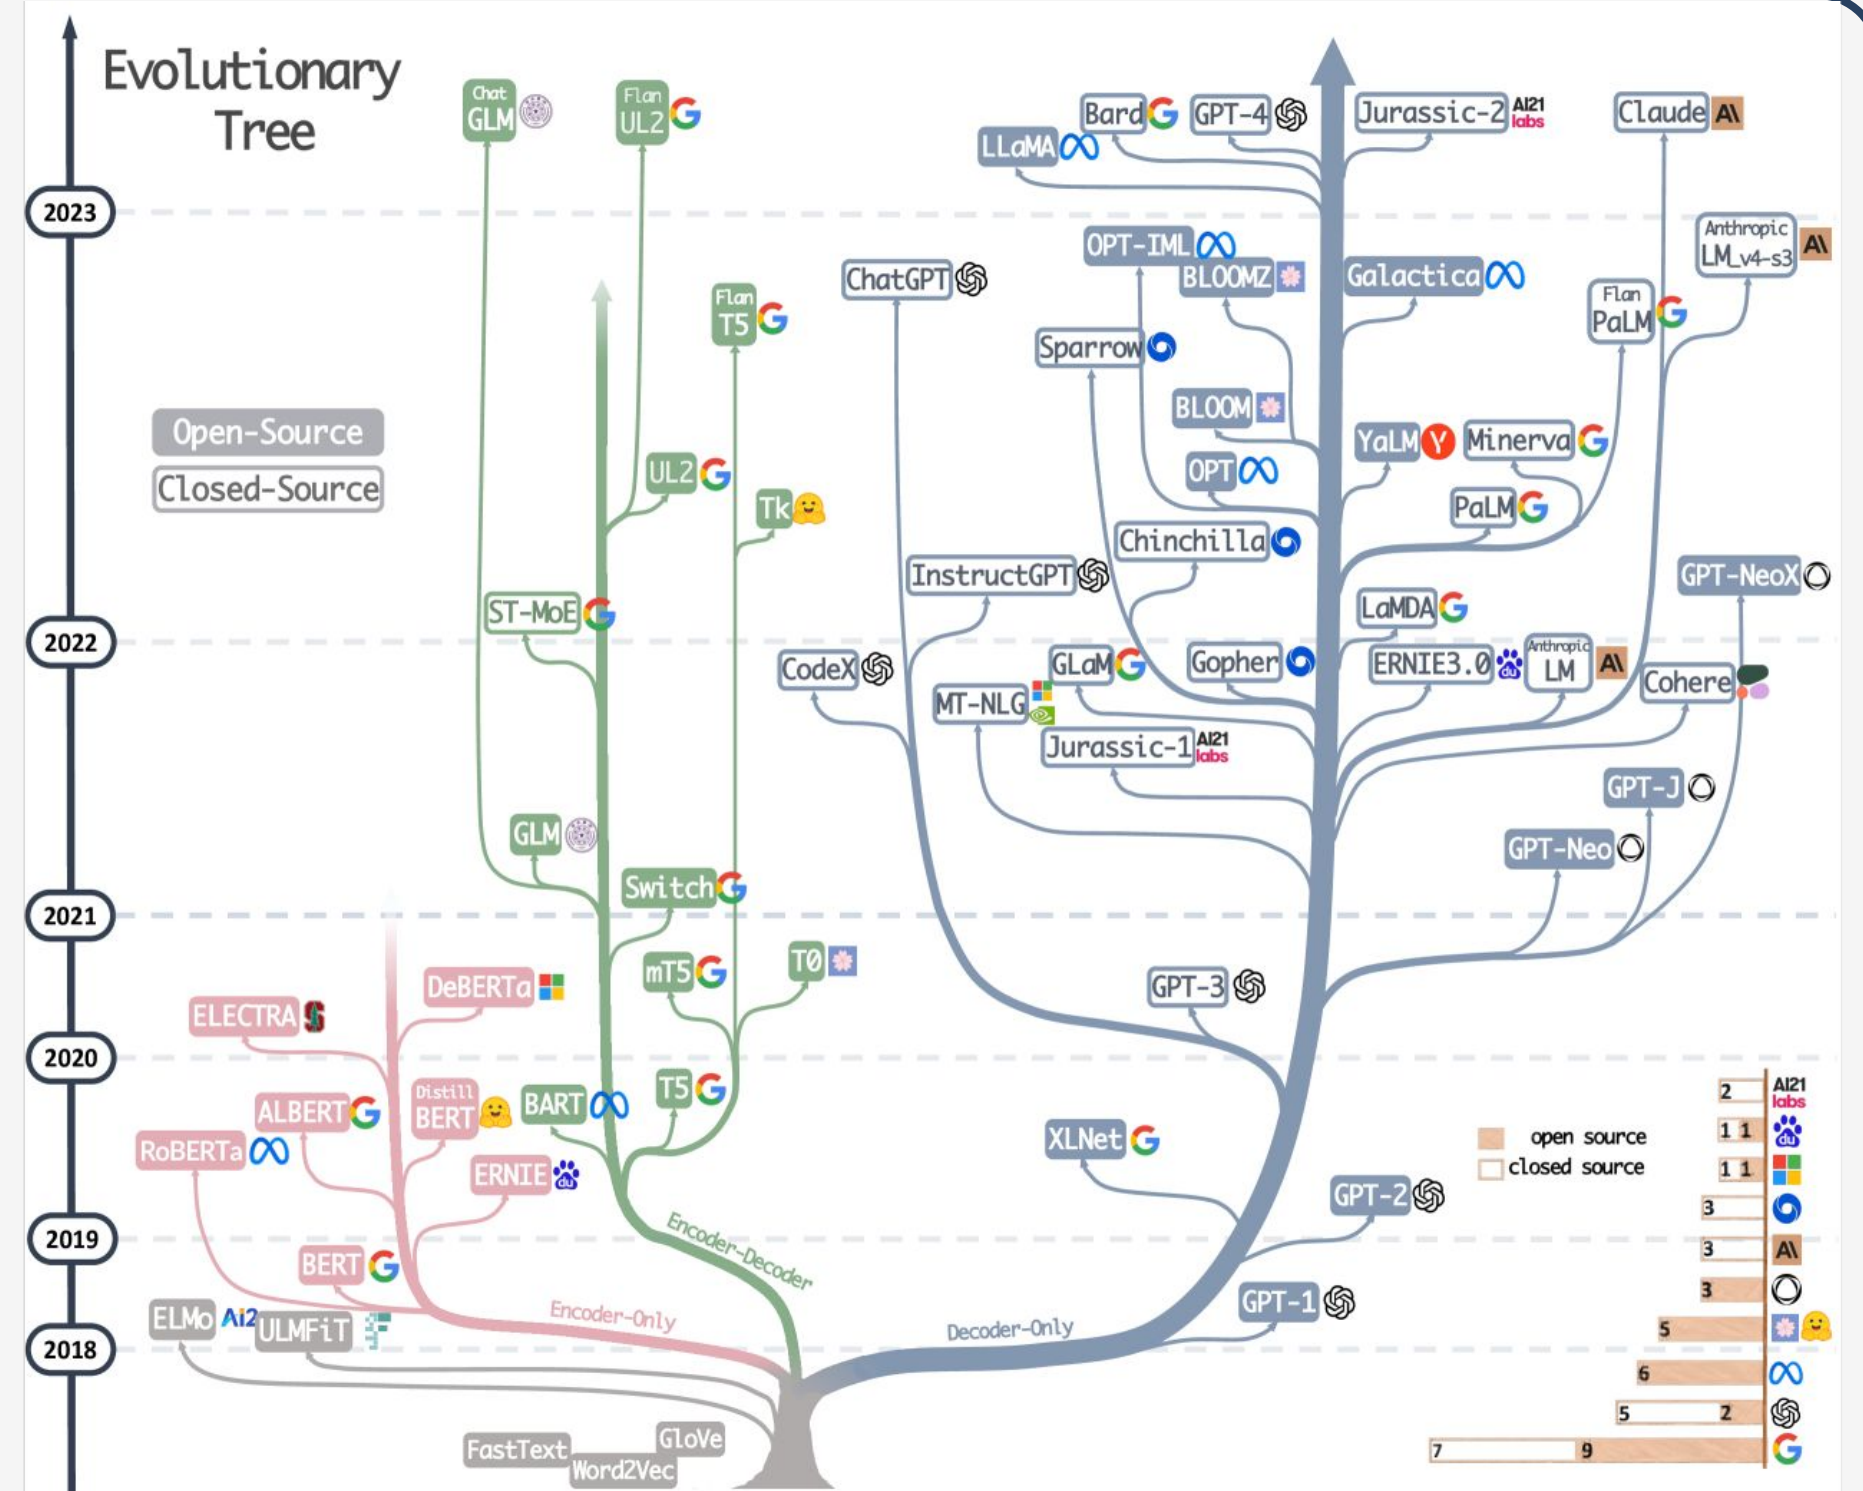 Evolutionary
Tree
Chat
GLM
Flan
UL2
Bard
GPT-4
Jurassic-2
AI21
labs
Claude
A\
LLaMA
2023
Anthropic
LM_v4-s3
A\
OPT-IML
BLOOMZ
ChatGPT
Galactica
Flan
T5
Flan
PaLM
Sparrow
BLOOM
Open-Source
Closed-Source
YaLM
Y
Minerva
UL2
OPT
Tk
PaLM
Chinchilla
InstructGPT
GPT-NeoX
ST-MoE
LaMDA
2022
CodeX
GLaM
Gopher
ERNIE3.0
du
Anthropic
LM
A\
Cohere
MT-NLG
Jurassic-1
AI21
labs
GPT-J
GLM
GPT-Neo
Switch
2021
mT5
T0
DeBERTa
GPT-3
ELECTRA
S
2020
T5
BART
ALBERT
Distill
BERT
RoBERTa
XLNet
ERNIE
du
GPT-2
2019
Encoder-Decoder
BERT
GPT-1
ELMo
Ai2
ULMFiT
Encoder-Only
Decoder-Only
2018
FastText
Word2Vec
GloVe
open source
closed source
2
AI21
labs
1 1
du
1 1
3
3
A\
3
5
6
5 2
7 9